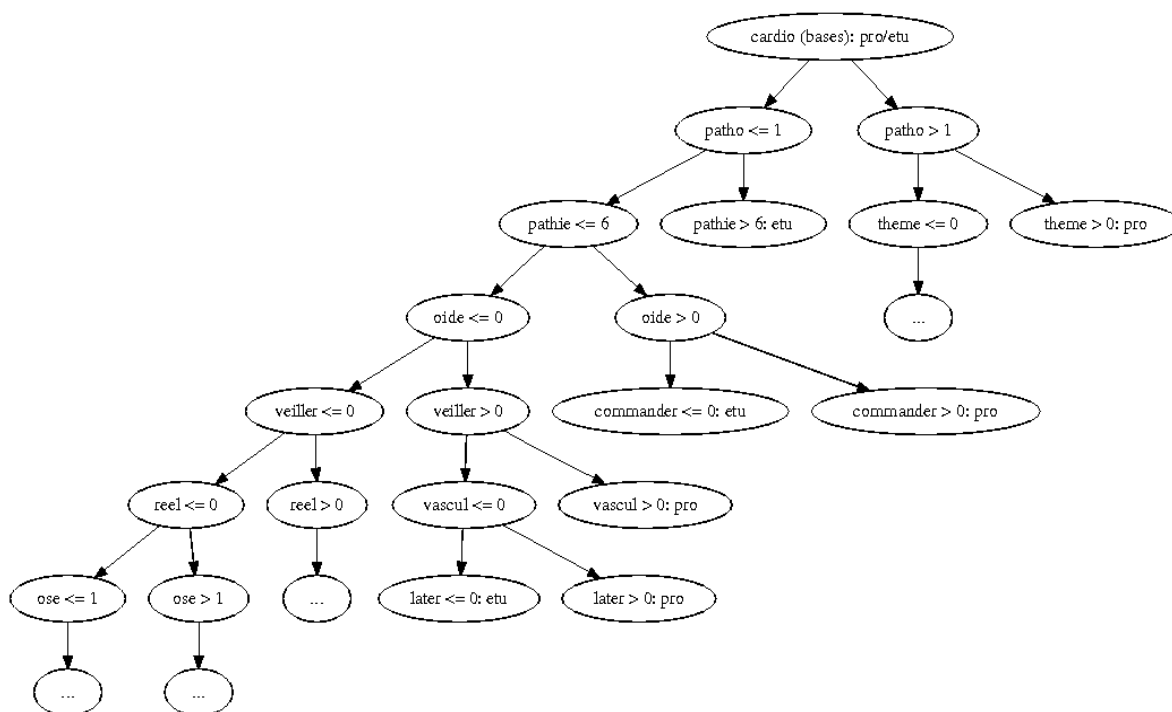 cardio (bases): pro/etu
patho <= 1
patho > 1
pathie <= 6
pathie > 6: etu
theme <= 0
theme > 0: pro
oide <= 0
oide > 0
...
veiller <= 0
veiller > 0
commander <= 0: etu
commander > 0: pro
reel <= 0
reel > 0
vascul <= 0
vascul > 0: pro
ose <= 1
ose > 1
...
later <= 0: etu
later > 0: pro
...
...